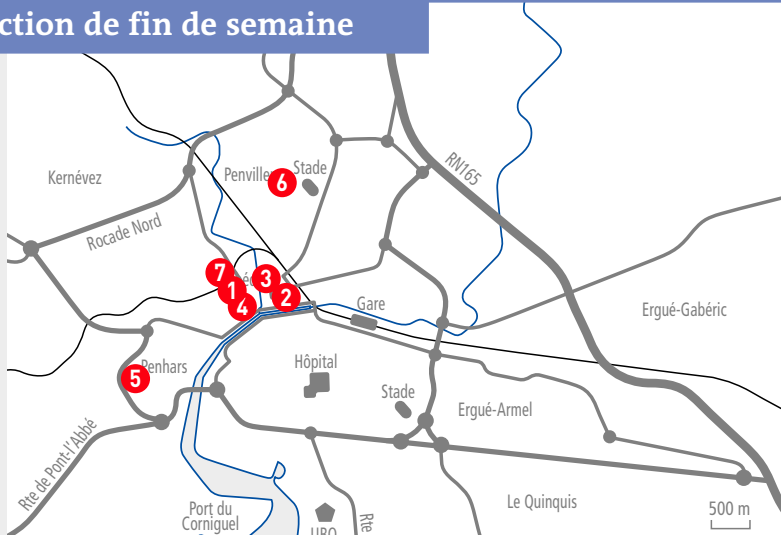 ction de fin de semaine
RN165
Kernévez
Penville
Stade
6
Rocade Nord
7
1
3
4
2
Gare
Ergué-Gabéric
Penhars
5
Hôpital
Stade
Ergué-Armel
Rte de Pont-l'Abbé
Le Quinquis
Port du
Corniguel
UBO
Rte
500 m